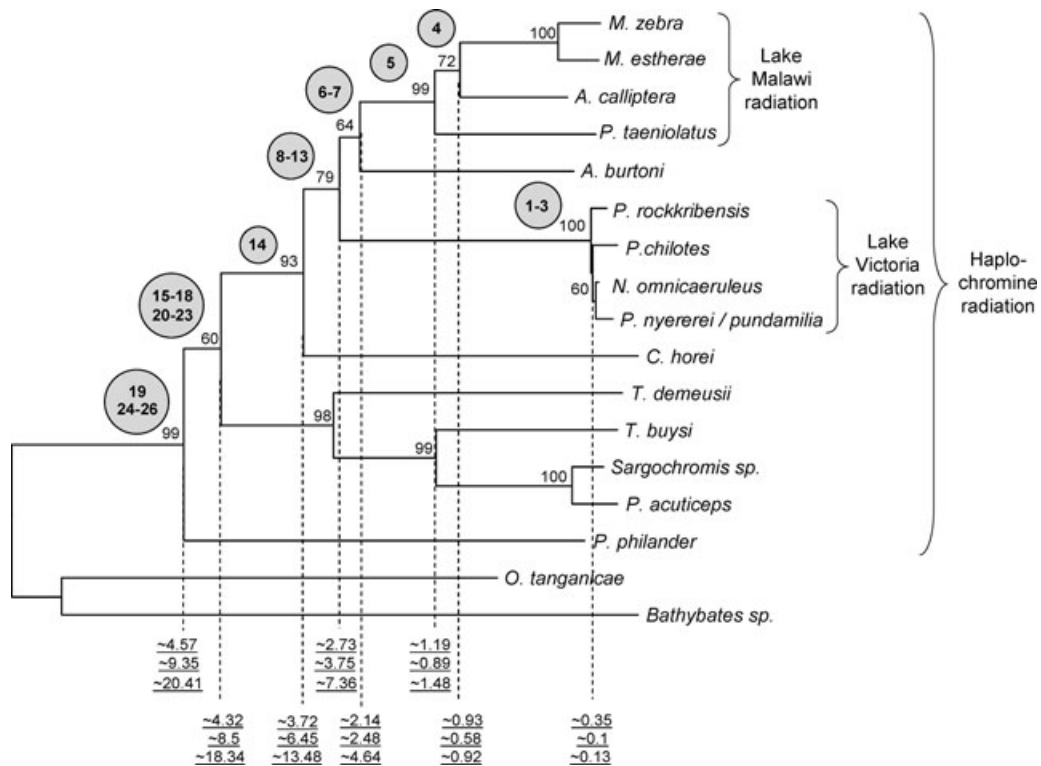 4
100
M. zebra
M. estherae
72
5
99
A. calliptera
P. taeniolatus
Lake
Malawi
radiation
6-7
64
8-13
79
A. burtoni
1-3
100
P. rockkribensis
P.chilotes
60
N. omnicaeruleus
P. nyererei / pundamilia
Lake
Victoria
radiation
Haplo-
chromine
radiation
14
93
C. horei
15-18
20-23
60
98
T. demeusii
99
T. buysi
100
Sargochromis sp.
P. acuticeps
19
24-26
99
P. philander
O. tanganicae
Bathybates sp.
~4.57 ~2.73 ~1.19
~9.35 ~3.75 ~0.89
~20.41 ~7.36 ~1.48
~4.32 ~3.72 ~2.14 ~0.93 ~0.35
~8.5 ~6.45 ~2.48 ~0.58 ~0.1
~18.34 ~13.48 ~4.64 ~0.92 ~0.13